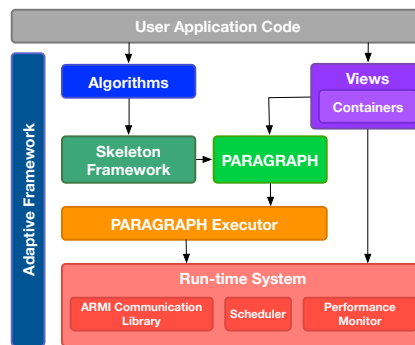 User Application Code
Adaptive Framework
Algorithms
Views
Containers
Skeleton
Framework
PARAGRAPH
PARAGRAPH Executor
Run-time System
ARMI Communication
Library
Scheduler
Performance
Monitor